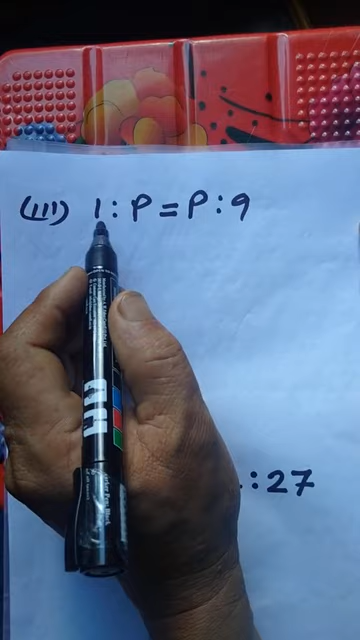 (III) 1 : P = P : 9
: 27